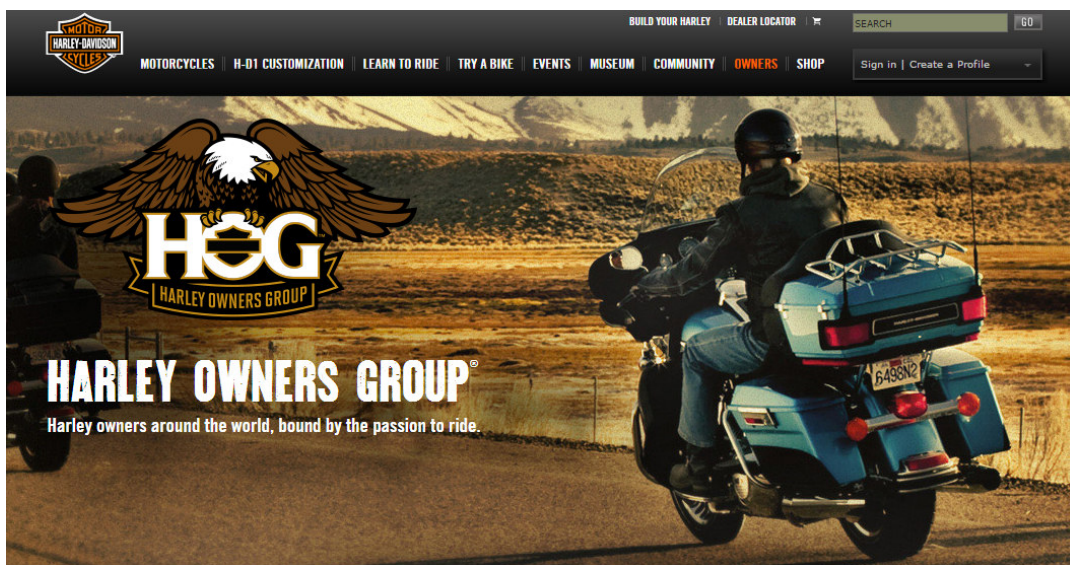 BUILD YOUR HARLEY | DEALER LOCATOR |
SEARCH
GO
MOTOR
HARLEY-DAVIDSON
CYCLES
MOTORCYCLES || H-D1 CUSTOMIZATION || LEARN TO RIDE || TRY A BIKE || EVENTS || MUSEUM || COMMUNITY || OWNERS || SHOP
Sign in | Create a Profile
HOG
HARLEY OWNERS GROUP
HARLEY OWNERS GROUP®
Harley owners around the world, bound by the passion to ride.
6498N2